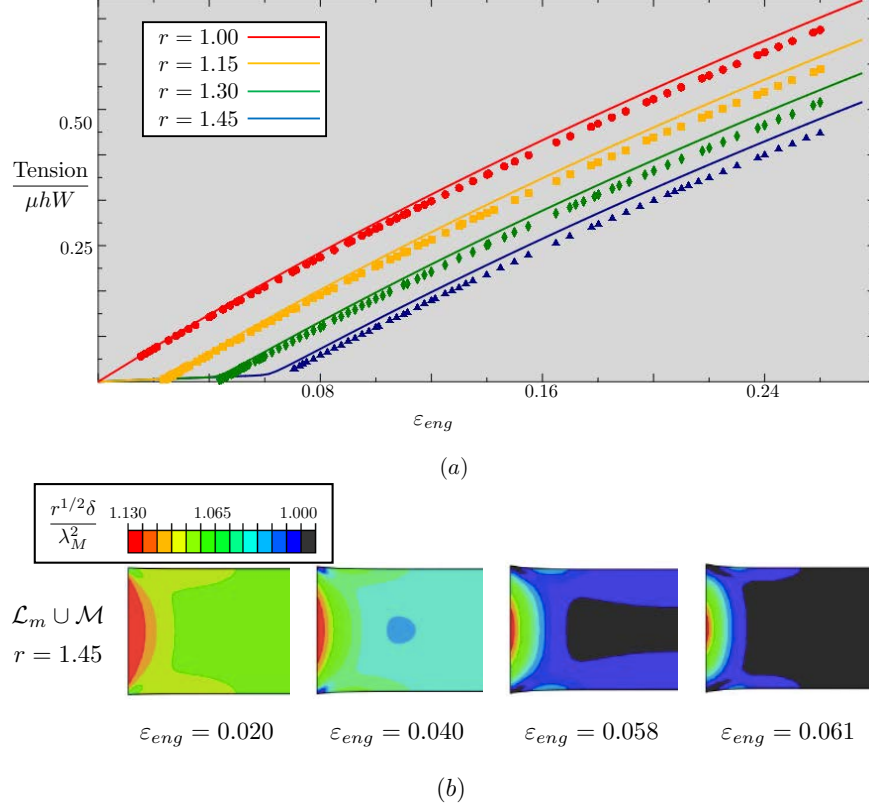 r = 1.00
r = 1.15
r = 1.30
r = 1.45
0.50
Tension
μhW
0.25
0.08
0.16
0.24
ε_eng
(a)
r^{1/2}δ
λ_M^2
1.130
1.065
1.000
ℒ_m ∪ ℳ
r = 1.45
ε_eng = 0.020
ε_eng = 0.040
ε_eng = 0.058
ε_eng = 0.061
(b)